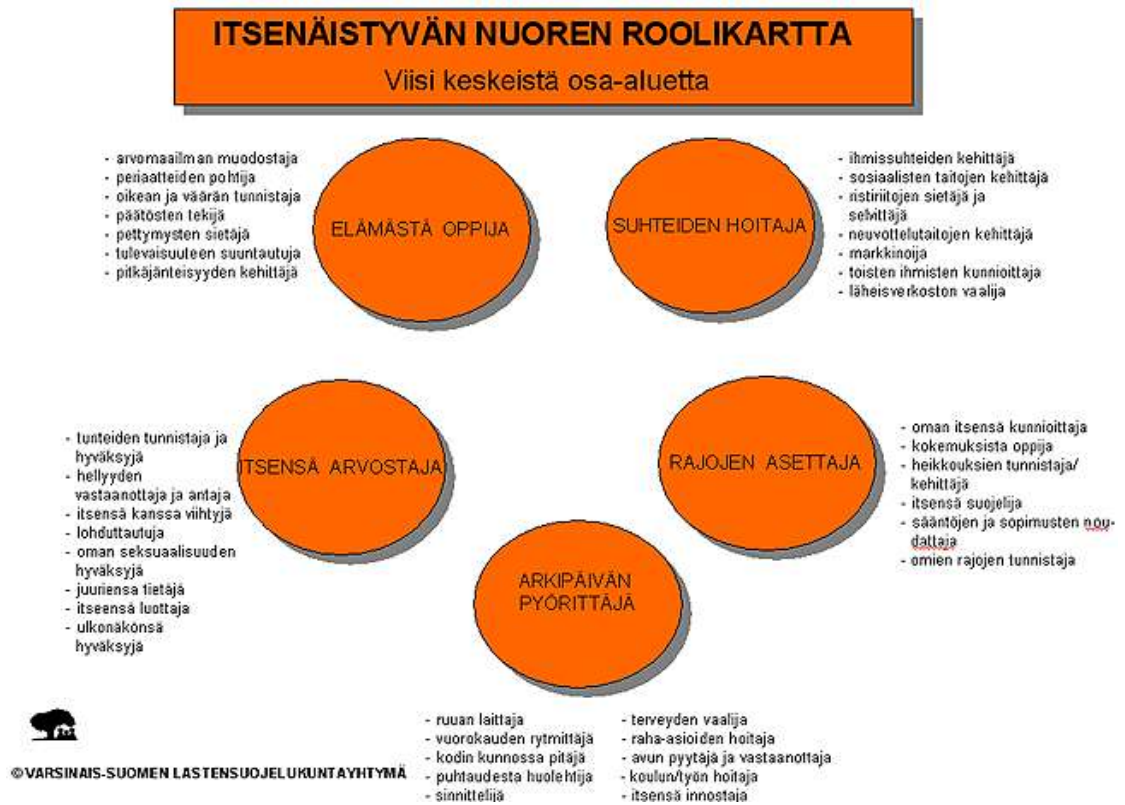 ITSENÄISTYVÄN NUOREN ROOLIKARTTA
Viisi keskeistä osa-aluetta
- arvomaailman muodostaja
- periaatteiden pohtija
- oikean ja väärän tunnistaja
- päätösten tekijä
- pettymysten sietäjä
- tulevaisuuteen suuntautuja
- pitkäjänteisyyden kehittäjä
ELÄMÄSTÄ OPPIJA
SUHTEIDEN HOITAJA
- ihmissuhteiden kehittäjä
- sosiaalisten taitojen kehittäjä
- ristiriitojen sietäjä ja
selvittäjä
- neuvottelutaitojen kehittäjä
- markkinoija
- toisten ihmisten kunnioittaja
- läheisverkoston vaalija
- tunteiden tunnistaja ja
hyväksyjä
- hellyyden
vastaanottaja ja antaja
- itsensä kanssa viihtyjä
- lohduttautuja
- oman seksuaalisuuden
hyväksyjä
- juuriensa tietäjä
- itseensä luottaja
- ulkonäkönsä
hyväksyjä
ITSENSÄ ARVOSTAJA
RAJOJEN ASETTAJA
- oman itsensä kunnioittaja
- kokemuksista oppija
- heikkouksien tunnistaja/
kehittäjä
- itsensä suojelija
- sääntöjen ja sopimusten nou-
dattaja
- omien rajojen tunnistaja
ARKIPÄIVÄN
PYÖRITTÄJÄ
- ruuan laittaja
- vuorokauden rytmittäjä
- kodin kunnossa pitäjä
- puhtaudesta huolehtija
- sinnittelijä
- terveyden vaalija
- raha-asioiden hoitaja
- avun pyytäjä ja vastaanottaja
- koulun/työn hoitaja
- itsensä innostaja
©VARSINAIS-SUOMEN LASTENSUOJELUKUNTAYHTYMÄ